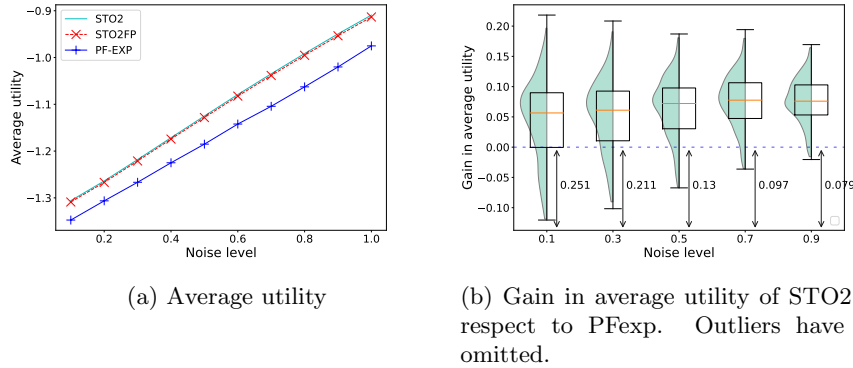 −0.9
−1.0
−1.1
−1.2
−1.3
Average utility
STO2
STO2FP
PF-EXP
0.2 0.4 0.6 0.8 1.0
Noise level
(a) Average utility
0.20
0.15
0.10
0.05
0.00
−0.05
−0.10
Gain in average utility
0.251 0.211 0.13 0.097 0.079
0.1 0.3 0.5 0.7 0.9
Noise level
(b) Gain in average utility of STO2
respect to PFexp. Outliers have
omitted.